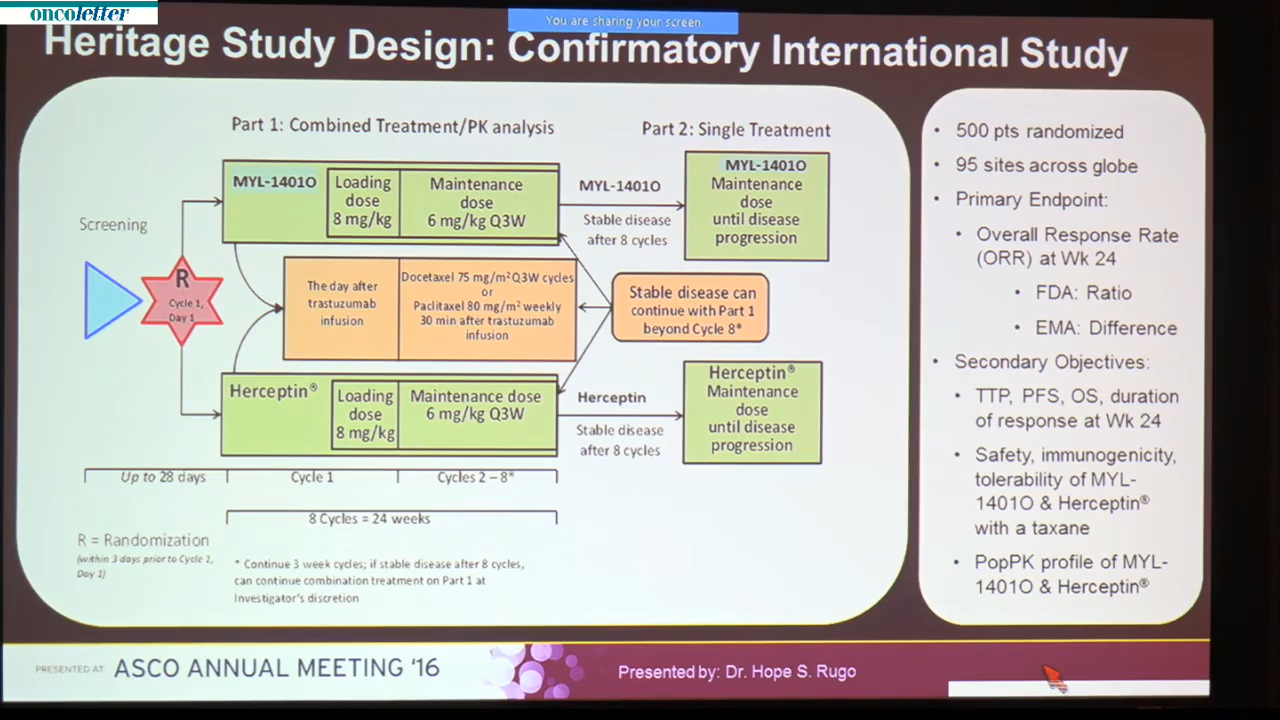 oncoletter
You are sharing your screen.
Heritage Study Design: Confirmatory International Study
Part 1: Combined Treatment/PK analysis
Part 2: Single Treatment
Screening
R
Cycle 1,
Day 1
MYL-1401O
Loading
dose
8 mg/kg
Maintenance
dose
6 mg/kg Q3W
MYL-1401O
Stable disease
after 8 cycles
MYL-1401O
Maintenance
dose
until disease
progression
The day after
trastuzumab
infusion
Docetaxel 75 mg/m² Q3W cycles
or
Paclitaxel 80 mg/m² weekly
30 min after trastuzumab
infusion
Stable disease can
continue with Part 1
beyond Cycle 8*
Herceptin®
Loading
dose
8 mg/kg
Maintenance dose
6 mg/kg Q3W
Herceptin
Stable disease
after 8 cycles
Herceptin®
Maintenance
dose
until disease
progression
Up to 28 days
Cycle 1
Cycles 2 – 8*
8 Cycles = 24 weeks
R = Randomization
(within 3 days prior to Cycle 1,
Day 1)
* Continue 3 week cycles; if stable disease after 8 cycles,
can continue combination treatment on Part 1 at
Investigator's discretion
• 500 pts randomized
• 95 sites across globe
• Primary Endpoint:
• Overall Response Rate
(ORR) at Wk 24
• FDA: Ratio
• EMA: Difference
• Secondary Objectives:
• TTP, PFS, OS, duration
of response at Wk 24
• Safety, immunogenicity,
tolerability of MYL-
1401O & Herceptin®
with a taxane
• PopPK profile of MYL-
1401O & Herceptin®
PRESENTED AT: ASCO ANNUAL MEETING '16
Presented by: Dr. Hope S. Rugo